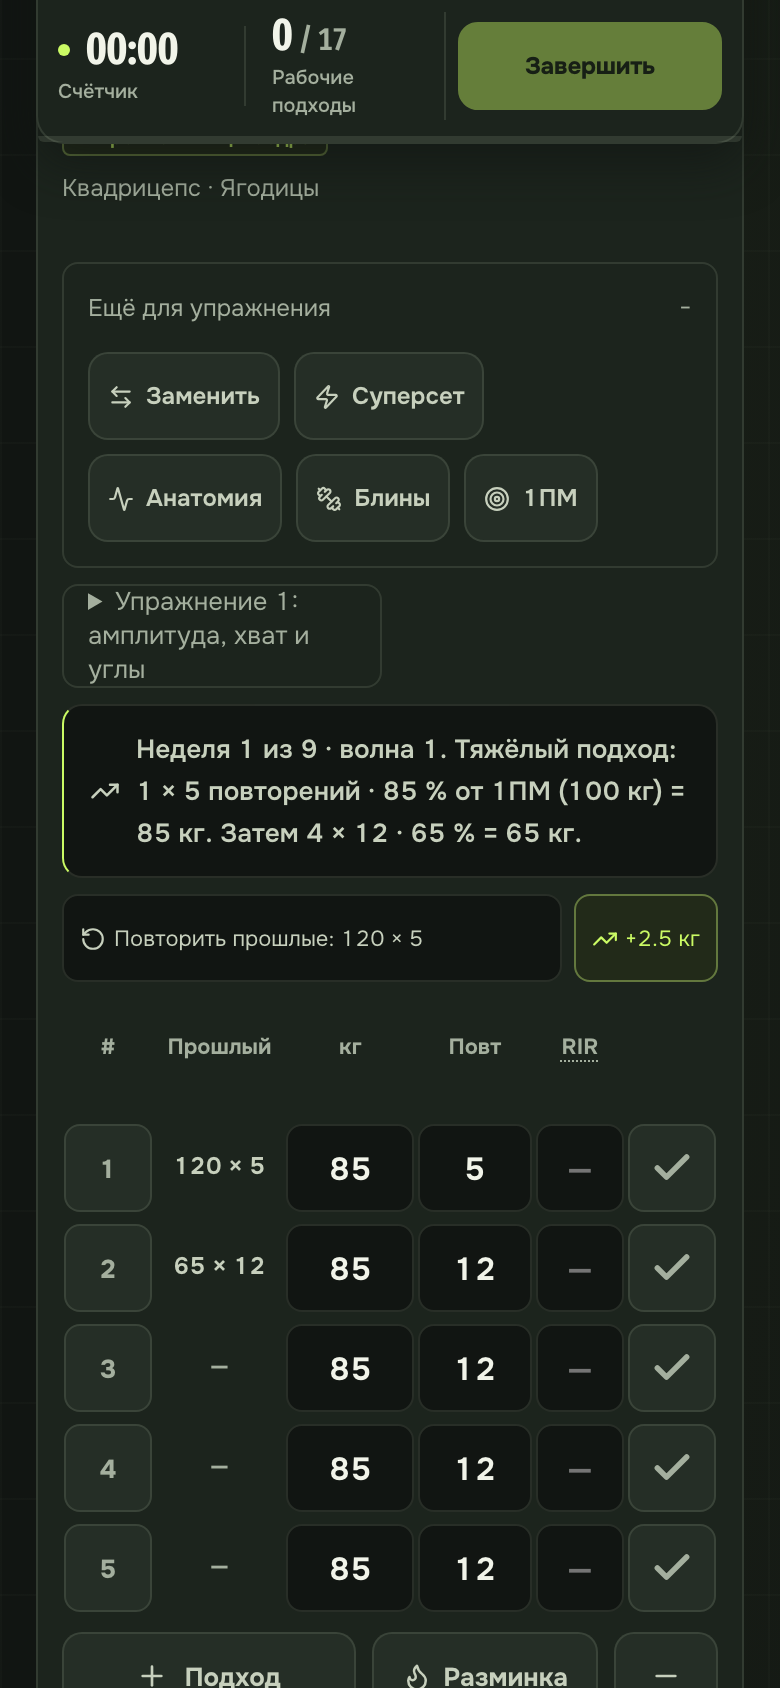 00:00
Счётчик
0 / 17
Рабочие
подходы
Завершить
Квадрицепс · Ягодицы
Ещё для упражнения –
Заменить
Суперсет
Анатомия
Блины
1ПМ
▶ Упражнение 1:
амплитуда, хват и
углы
Неделя 1 из 9 · волна 1. Тяжёлый подход:
1 × 5 повторений · 85 % от 1ПМ (100 кг) =
85 кг. Затем 4 × 12 · 65 % = 65 кг.
Повторить прошлые: 120 × 5
+2.5 кг
# Прошлый кг Повт RIR
1 120 × 5 85 5 —
2 65 × 12 85 12 —
3 — 85 12 —
4 — 85 12 —
5 — 85 12 —
+ Подход
Разминка
—